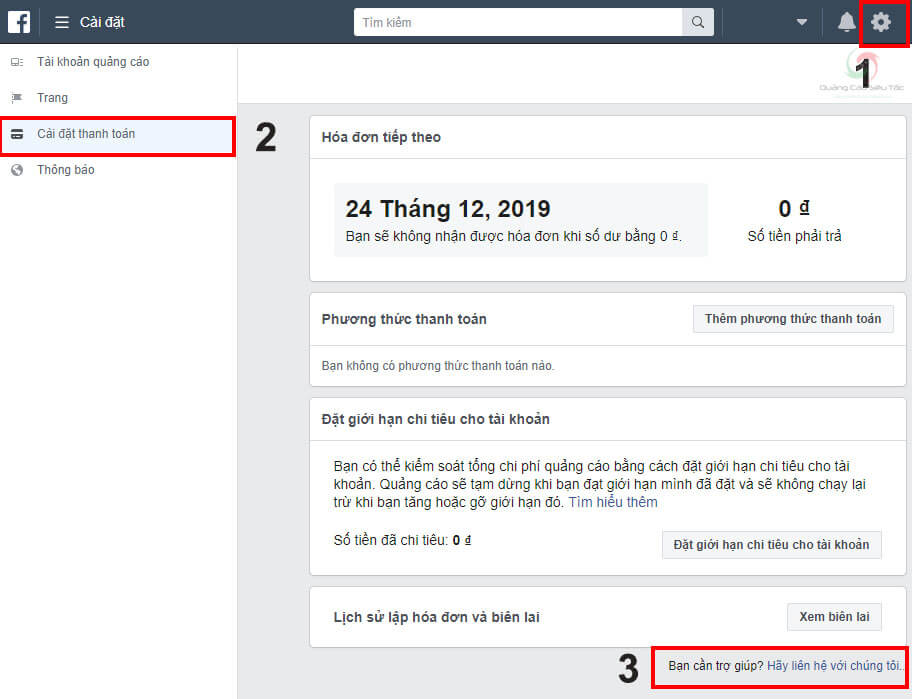 Cài đặt
Tìm kiếm
Tài khoản quảng cáo
1
Quảng Cáo Siêu Tốc
Trang
Cài đặt thanh toán
2
Thông báo
Hóa đơn tiếp theo
24 Tháng 12, 2019
Bạn sẽ không nhận được hóa đơn khi số dư bằng 0 ₫.
0 ₫
Số tiền phải trả
Phương thức thanh toán
Thêm phương thức thanh toán
Bạn không có phương thức thanh toán nào.
Đặt giới hạn chi tiêu cho tài khoản
Bạn có thể kiểm soát tổng chi phí quảng cáo bằng cách đặt giới hạn chi tiêu cho tài
khoản. Quảng cáo sẽ tạm dừng khi bạn đạt giới hạn mình đã đặt và sẽ không chạy lại
trừ khi bạn tăng hoặc gỡ giới hạn đó. Tìm hiểu thêm
Số tiền đã chi tiêu: 0 ₫
Đặt giới hạn chi tiêu cho tài khoản
Lịch sử lập hóa đơn và biên lai
Xem biên lai
3
Bạn cần trợ giúp? Hãy liên hệ với chúng tôi..